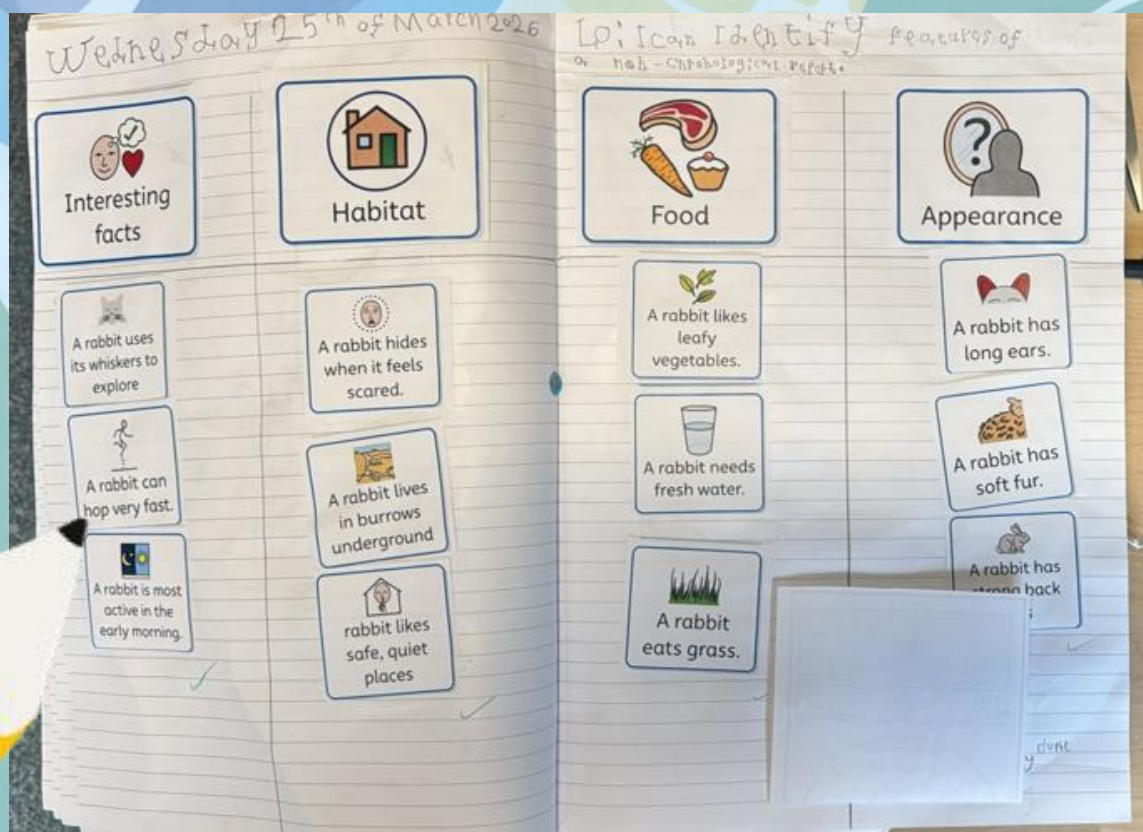 Wednesday 25th of March 2026
Lo: I can Identify features of
a non-chronological report.
Interesting
facts
A rabbit uses
its whiskers to
explore
A rabbit can
hop very fast.
A rabbit is most
active in the
early morning.
Habitat
A rabbit hides
when it feels
scared.
A rabbit lives
in burrows
underground
rabbit likes
safe, quiet
places
Food
A rabbit likes
leafy
vegetables.
A rabbit needs
fresh water.
A rabbit
eats grass.
Appearance
A rabbit has
long ears.
A rabbit has
soft fur.
A rabbit has
strong back